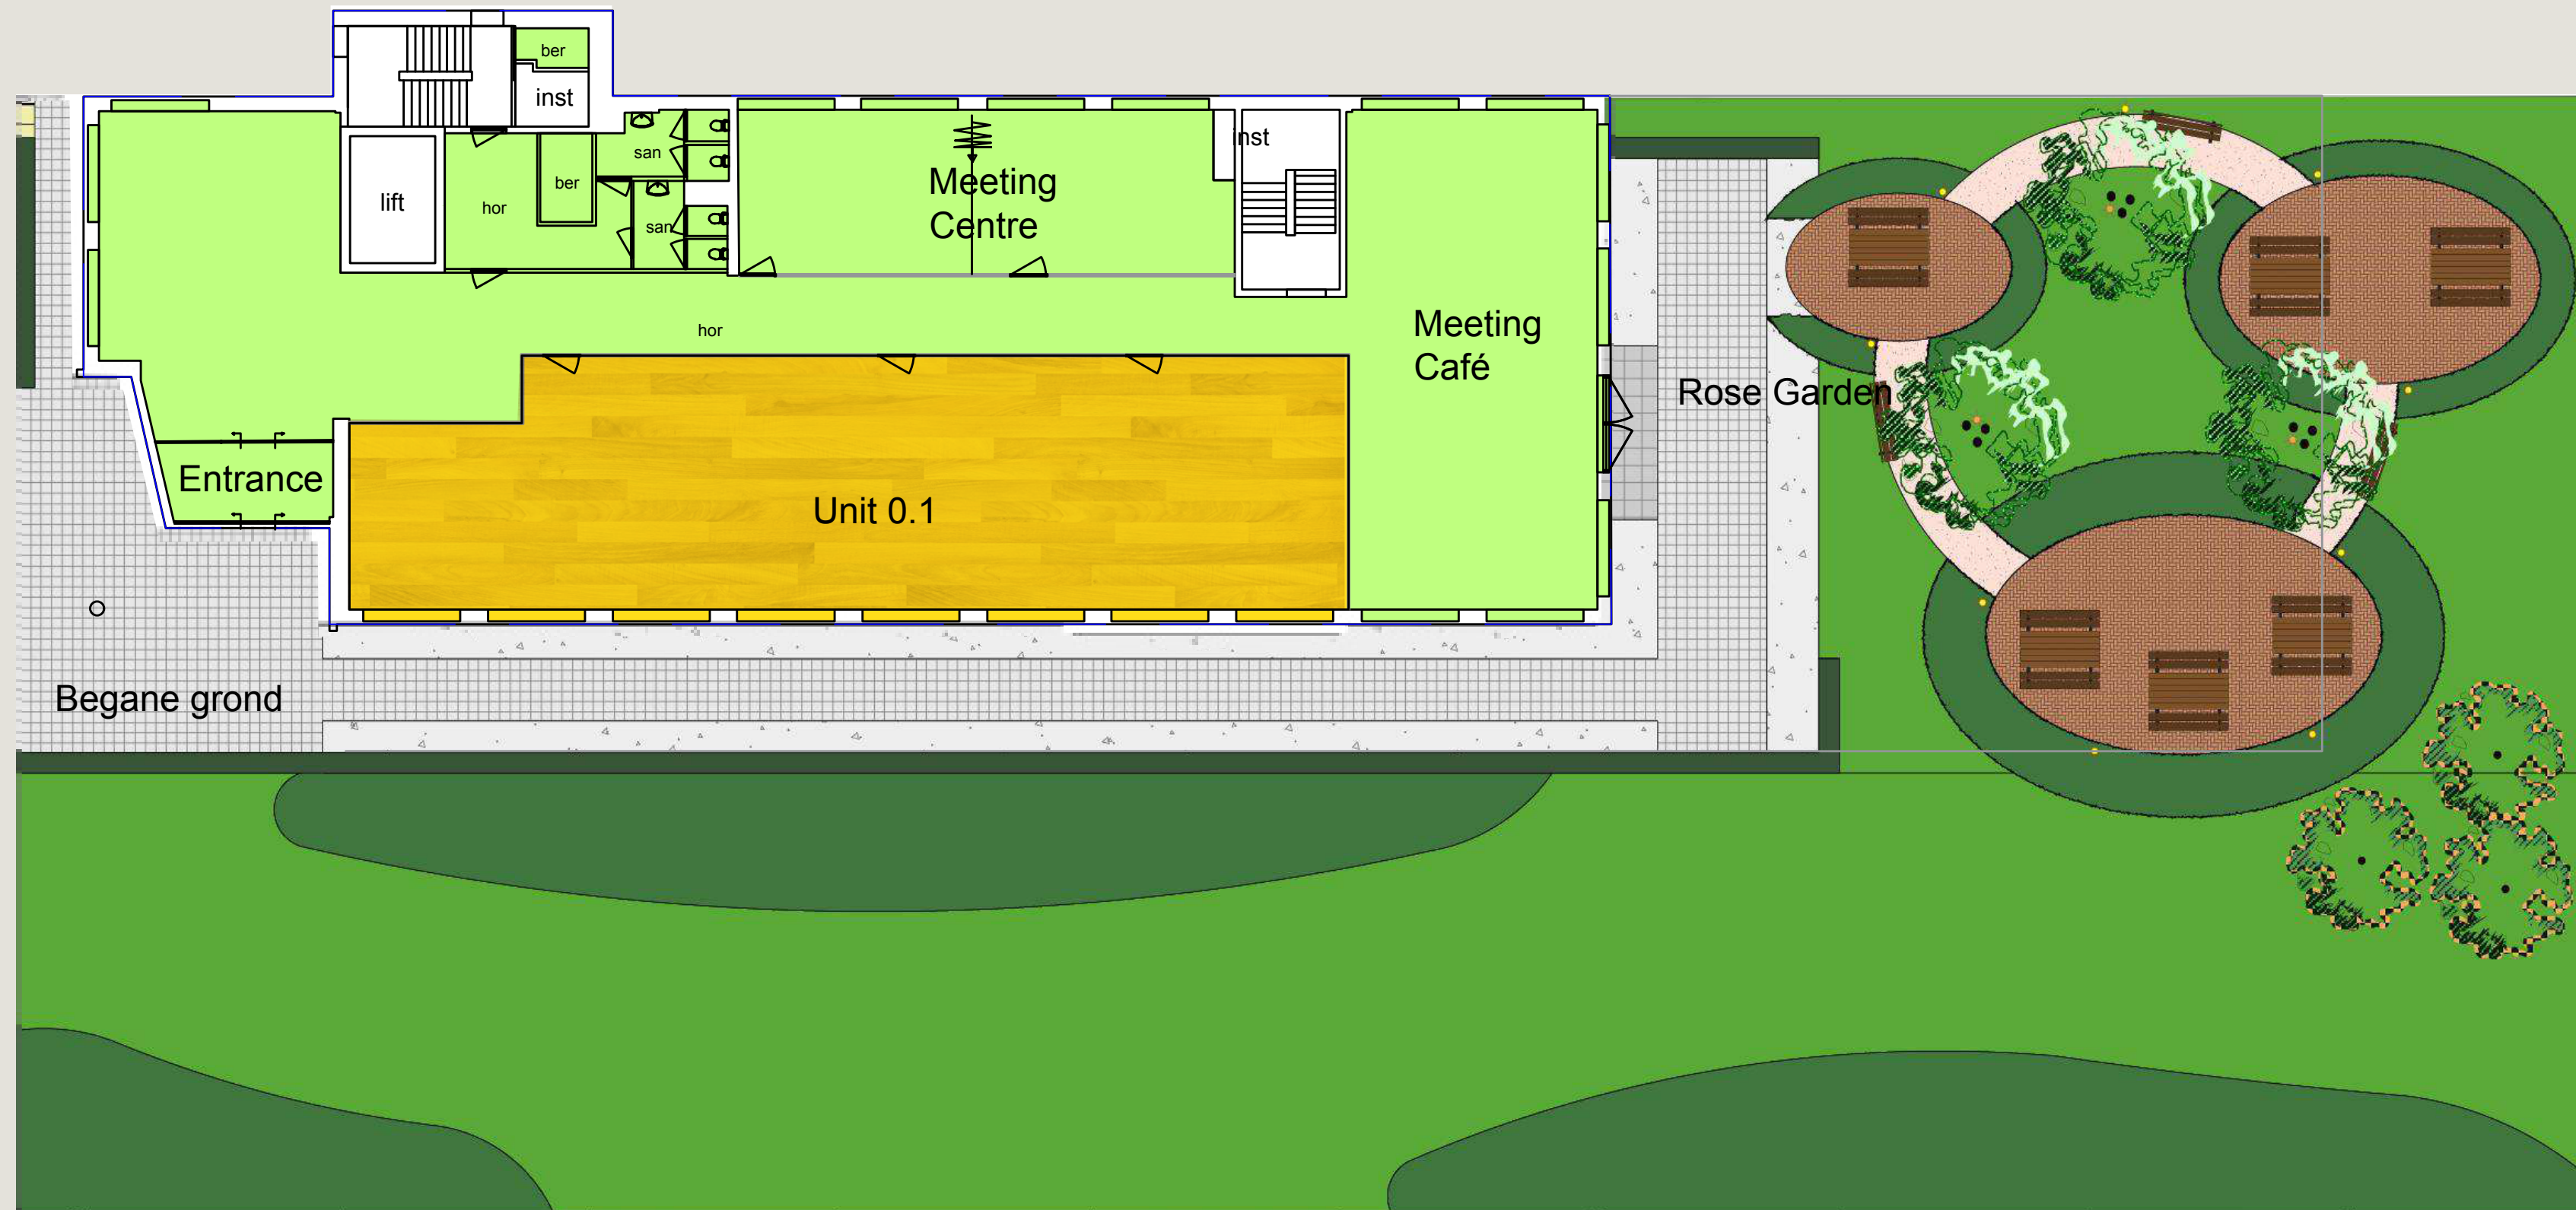 ber
inst
inst
san
Meeting
Centre
ber
lift
hor
san
hor
Meeting
Café
Rose Garden
Entrance
Unit 0.1
Begane grond